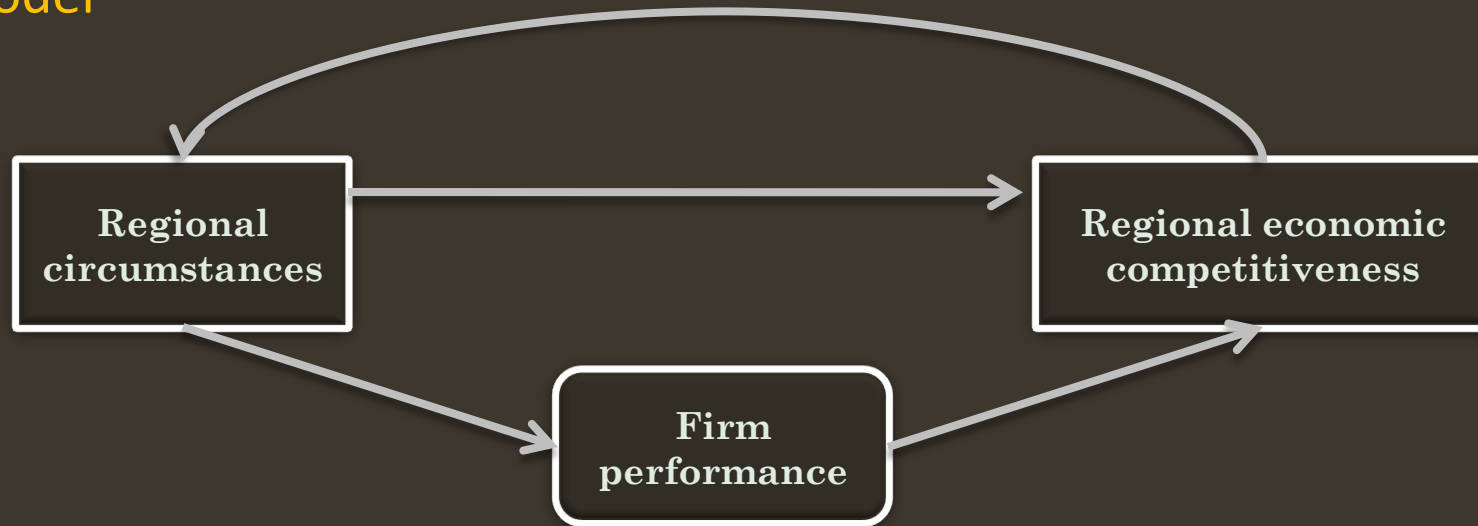 Regional
circumstances
Regional economic
competitiveness
Firm
performance